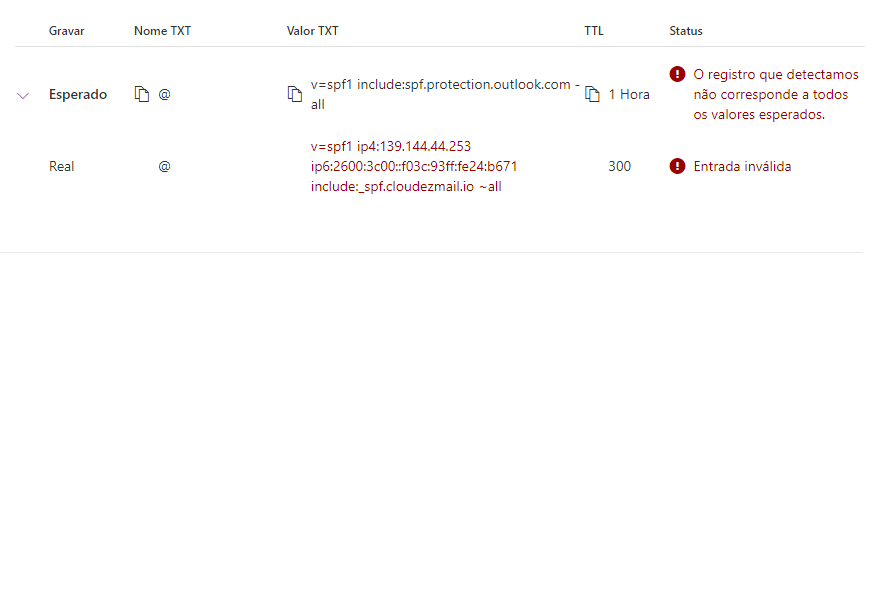 Gravar Nome TXT Valor TXT TTL Status
Esperado @ v=spf1 include:spf.protection.outlook.com -
all 1 Hora O registro que detectamos
não corresponde a todos
os valores esperados.
Real @ v=spf1 ip4:139.144.44.253
ip6:2600:3c00::f03c:93ff:fe24:b671
include:_spf.cloudezmail.io ~all 300 Entrada inválida